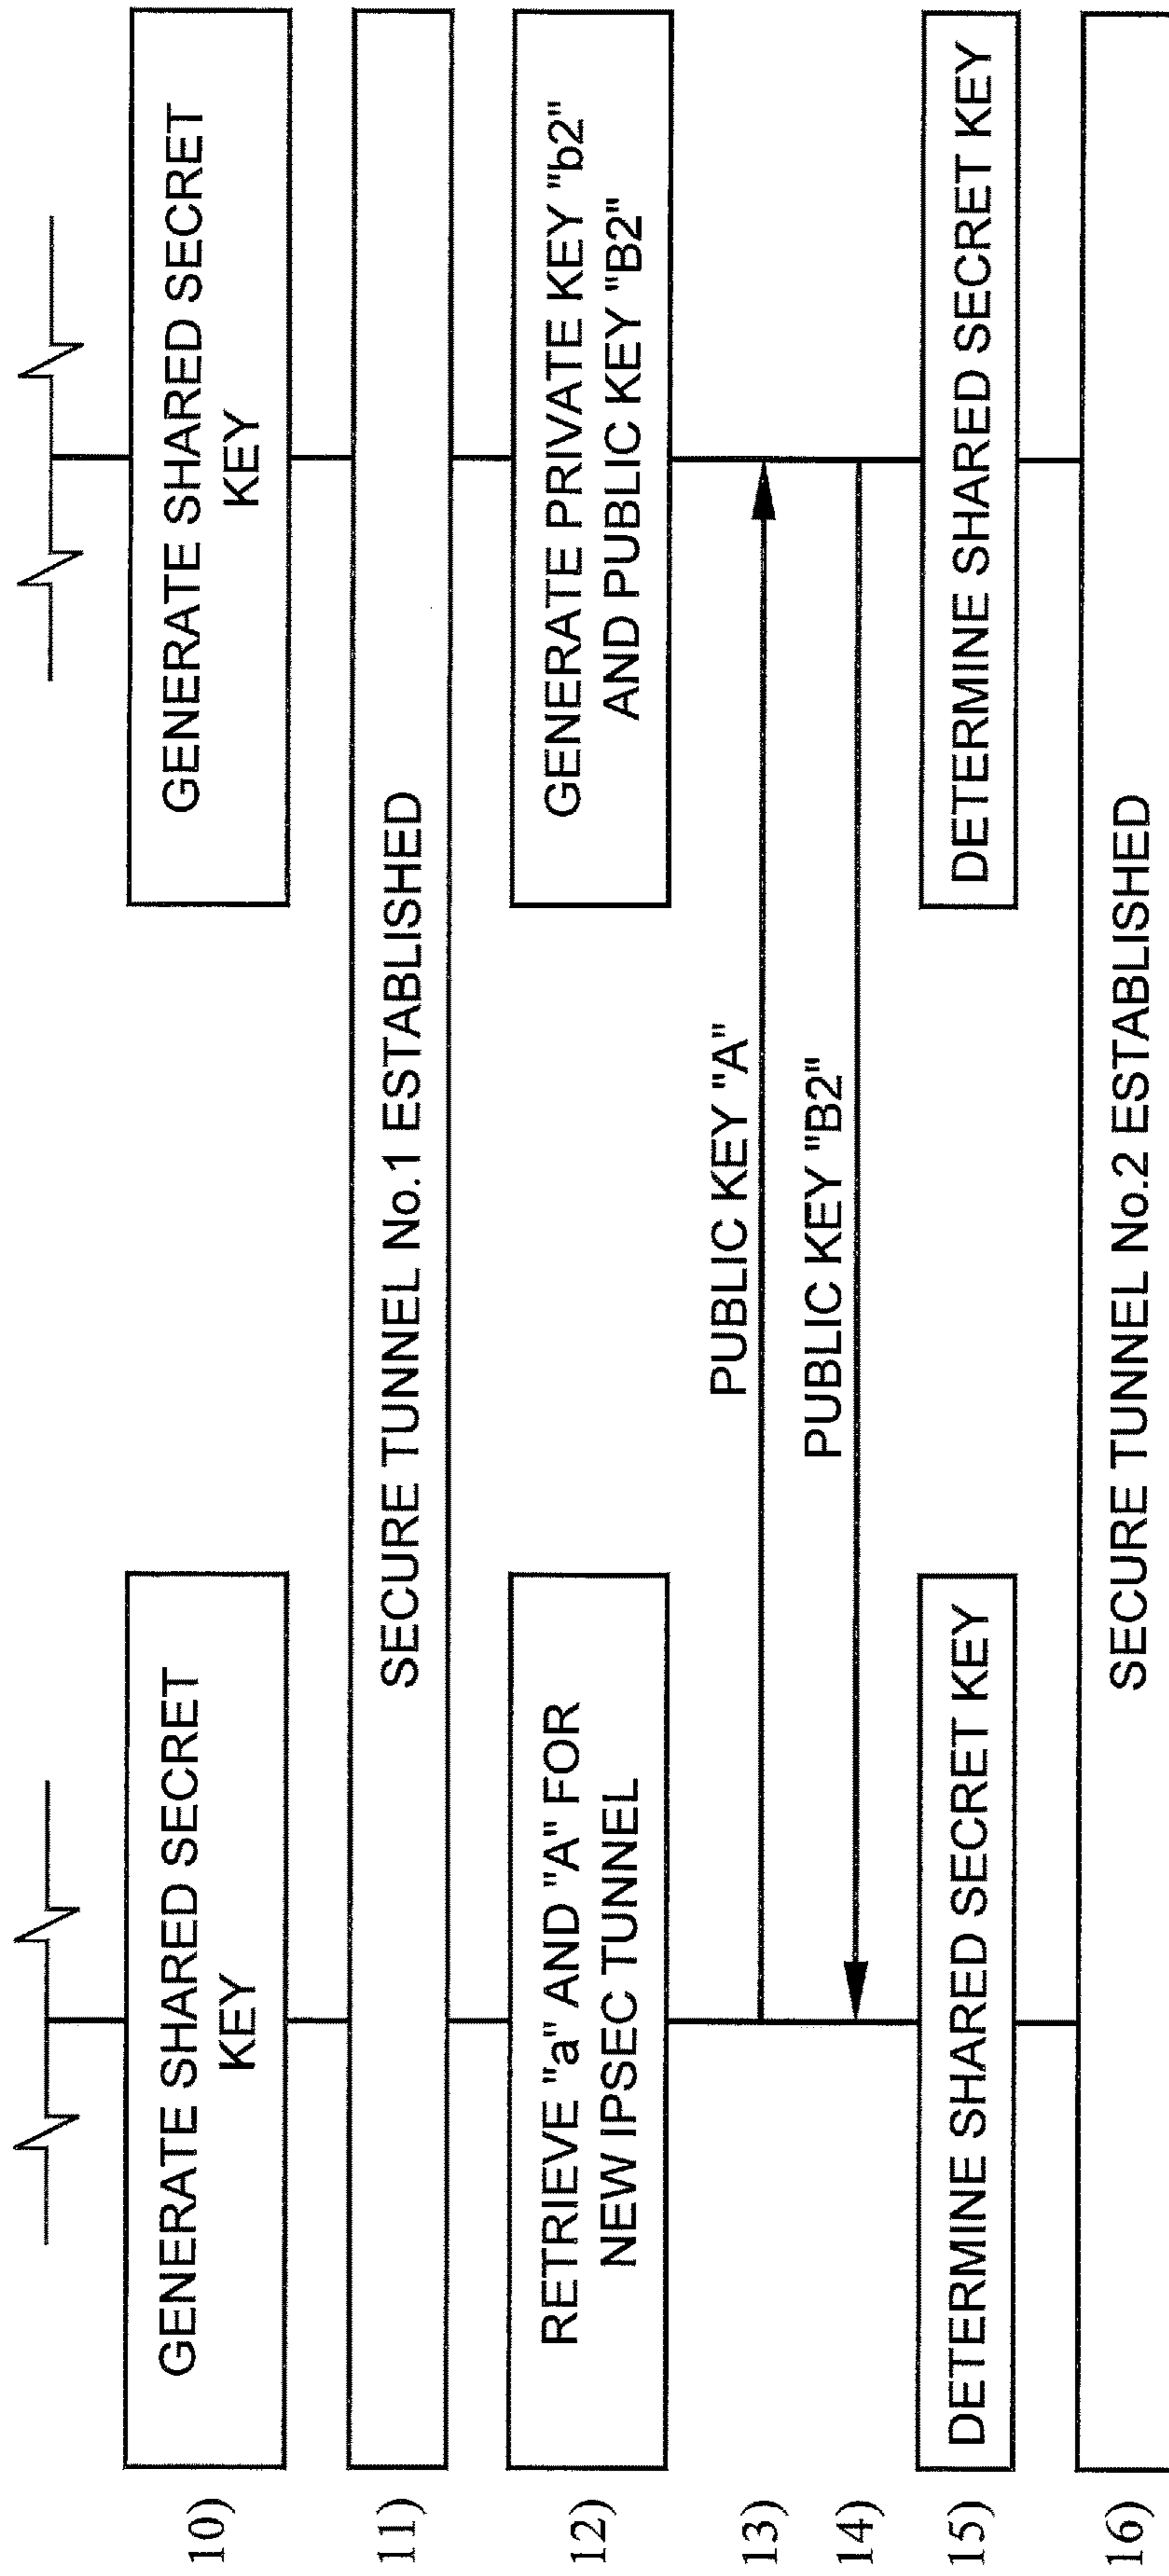 10)
GENERATE SHARED SECRET
KEY
GENERATE SHARED SECRET
KEY
11)
SECURE TUNNEL No.1 ESTABLISHED
12)
RETRIEVE "a" AND "A" FOR
NEW IPSEC TUNNEL
GENERATE PRIVATE KEY "b2"
AND PUBLIC KEY "B2"
13)
PUBLIC KEY "A"
14)
PUBLIC KEY "B2"
15)
DETERMINE SHARED SECRET KEY
DETERMINE SHARED SECRET KEY
16)
SECURE TUNNEL No.2 ESTABLISHED